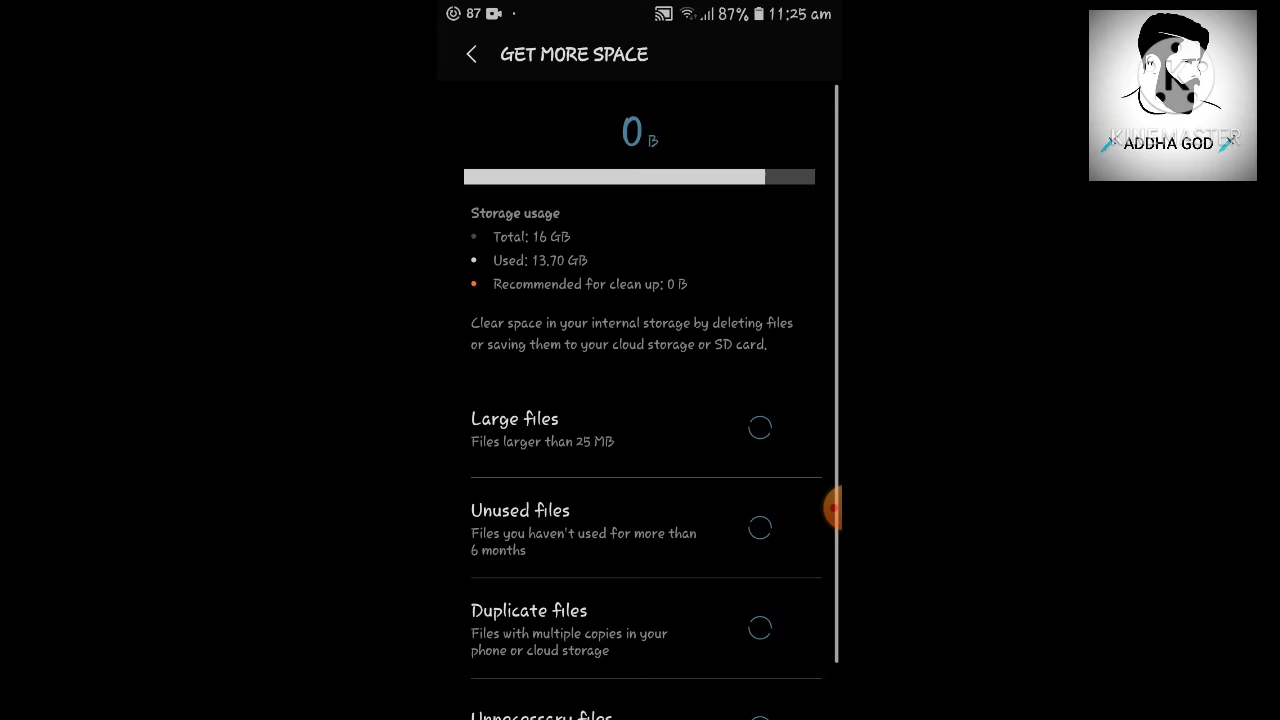 87 87% 11:25 am
GET MORE SPACE
0 B
Storage usage
Total: 16 GB
Used: 13.70 GB
Recommended for clean up: 0 B
Clear space in your internal storage by deleting files
or saving them to your cloud storage or SD card.
Large files
Files larger than 25 MB
Unused files
Files you haven't used for more than
6 months
Duplicate files
Files with multiple copies in your
phone or cloud storage
Unnecessary files
K
KINEMASTER
ADDHA GOD